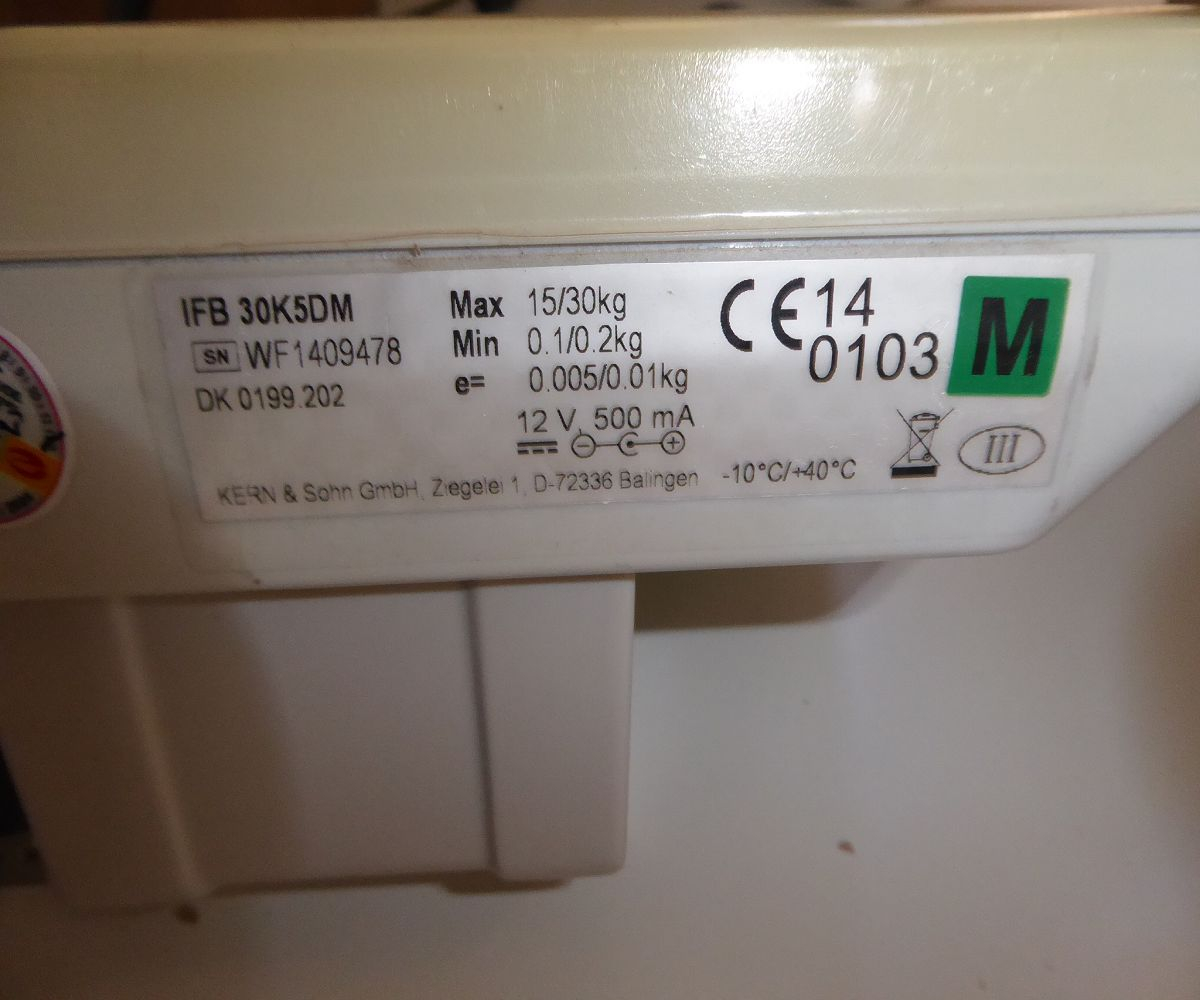 IFB 30K5DM
SN WF1409478
DK 0199.202
Max 15/30kg
Min 0.1/0.2kg
e= 0.005/0.01kg
12 V, 500 mA
KERN & Sohn GmbH, Ziegelei 1, D-72336 Balingen
-10°C/+40°C
CE 14
0103
M
III